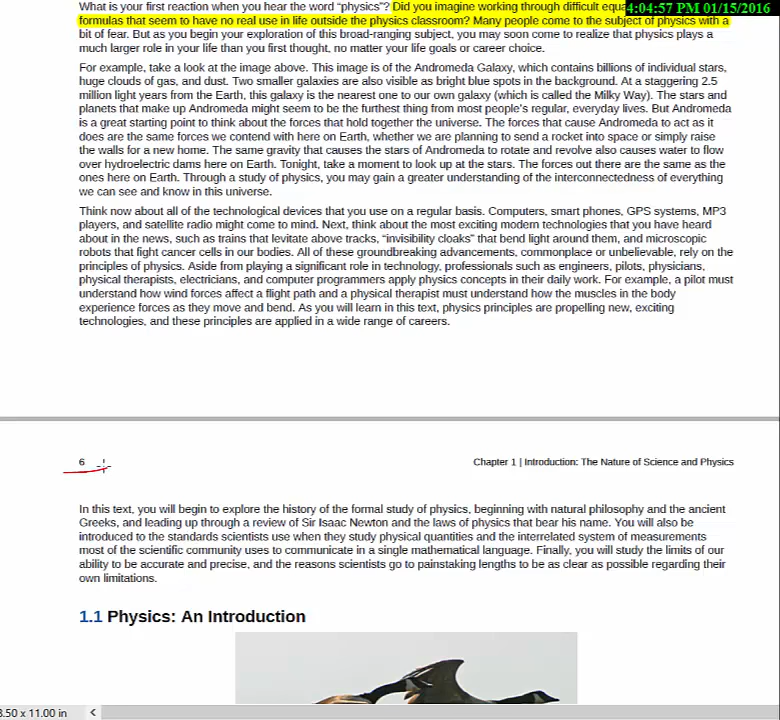 What is your first reaction when you hear the word “physics”? Did you imagine working through difficult equa
4:04:57 PM 01/15/2016
formulas that seem to have no real use in life outside the physics classroom? Many people come to the subject of physics with a
bit of fear. But as you begin your exploration of this broad-ranging subject, you may soon come to realize that physics plays a
much larger role in your life than you first thought, no matter your life goals or career choice.
For example, take a look at the image above. This image is of the Andromeda Galaxy, which contains billions of individual stars,
huge clouds of gas, and dust. Two smaller galaxies are also visible as bright blue spots in the background. At a staggering 2.5
million light years from the Earth, this galaxy is the nearest one to our own galaxy (which is called the Milky Way). The stars and
planets that make up Andromeda might seem to be the furthest thing from most people's regular, everyday lives. But Andromeda
is a great starting point to think about the forces that hold together the universe. The forces that cause Andromeda to act as it
does are the same forces we contend with here on Earth, whether we are planning to send a rocket into space or simply raise
the walls for a new home. The same gravity that causes the stars of Andromeda to rotate and revolve also causes water to flow
over hydroelectric dams here on Earth. Tonight, take a moment to look up at the stars. The forces out there are the same as the
ones here on Earth. Through a study of physics, you may gain a greater understanding of the interconnectedness of everything
we can see and know in this universe.
Think now about all of the technological devices that you use on a regular basis. Computers, smart phones, GPS systems, MP3
players, and satellite radio might come to mind. Next, think about the most exciting modern technologies that you have heard
about in the news, such as trains that levitate above tracks, “invisibility cloaks” that bend light around them, and microscopic
robots that fight cancer cells in our bodies. All of these groundbreaking advancements, commonplace or unbelievable, rely on the
principles of physics. Aside from playing a significant role in technology, professionals such as engineers, pilots, physicians,
physical therapists, electricians, and computer programmers apply physics concepts in their daily work. For example, a pilot must
understand how wind forces affect a flight path and a physical therapist must understand how the muscles in the body
experience forces as they move and bend. As you will learn in this text, physics principles are propelling new, exciting
technologies, and these principles are applied in a wide range of careers.
6
Chapter 1 | Introduction: The Nature of Science and Physics
In this text, you will begin to explore the history of the formal study of physics, beginning with natural philosophy and the ancient
Greeks, and leading up through a review of Sir Isaac Newton and the laws of physics that bear his name. You will also be
introduced to the standards scientists use when they study physical quantities and the interrelated system of measurements
most of the scientific community uses to communicate in a single mathematical language. Finally, you will study the limits of our
ability to be accurate and precise, and the reasons scientists go to painstaking lengths to be as clear as possible regarding their
own limitations.
1.1 Physics: An Introduction
8.50 x 11.00 in